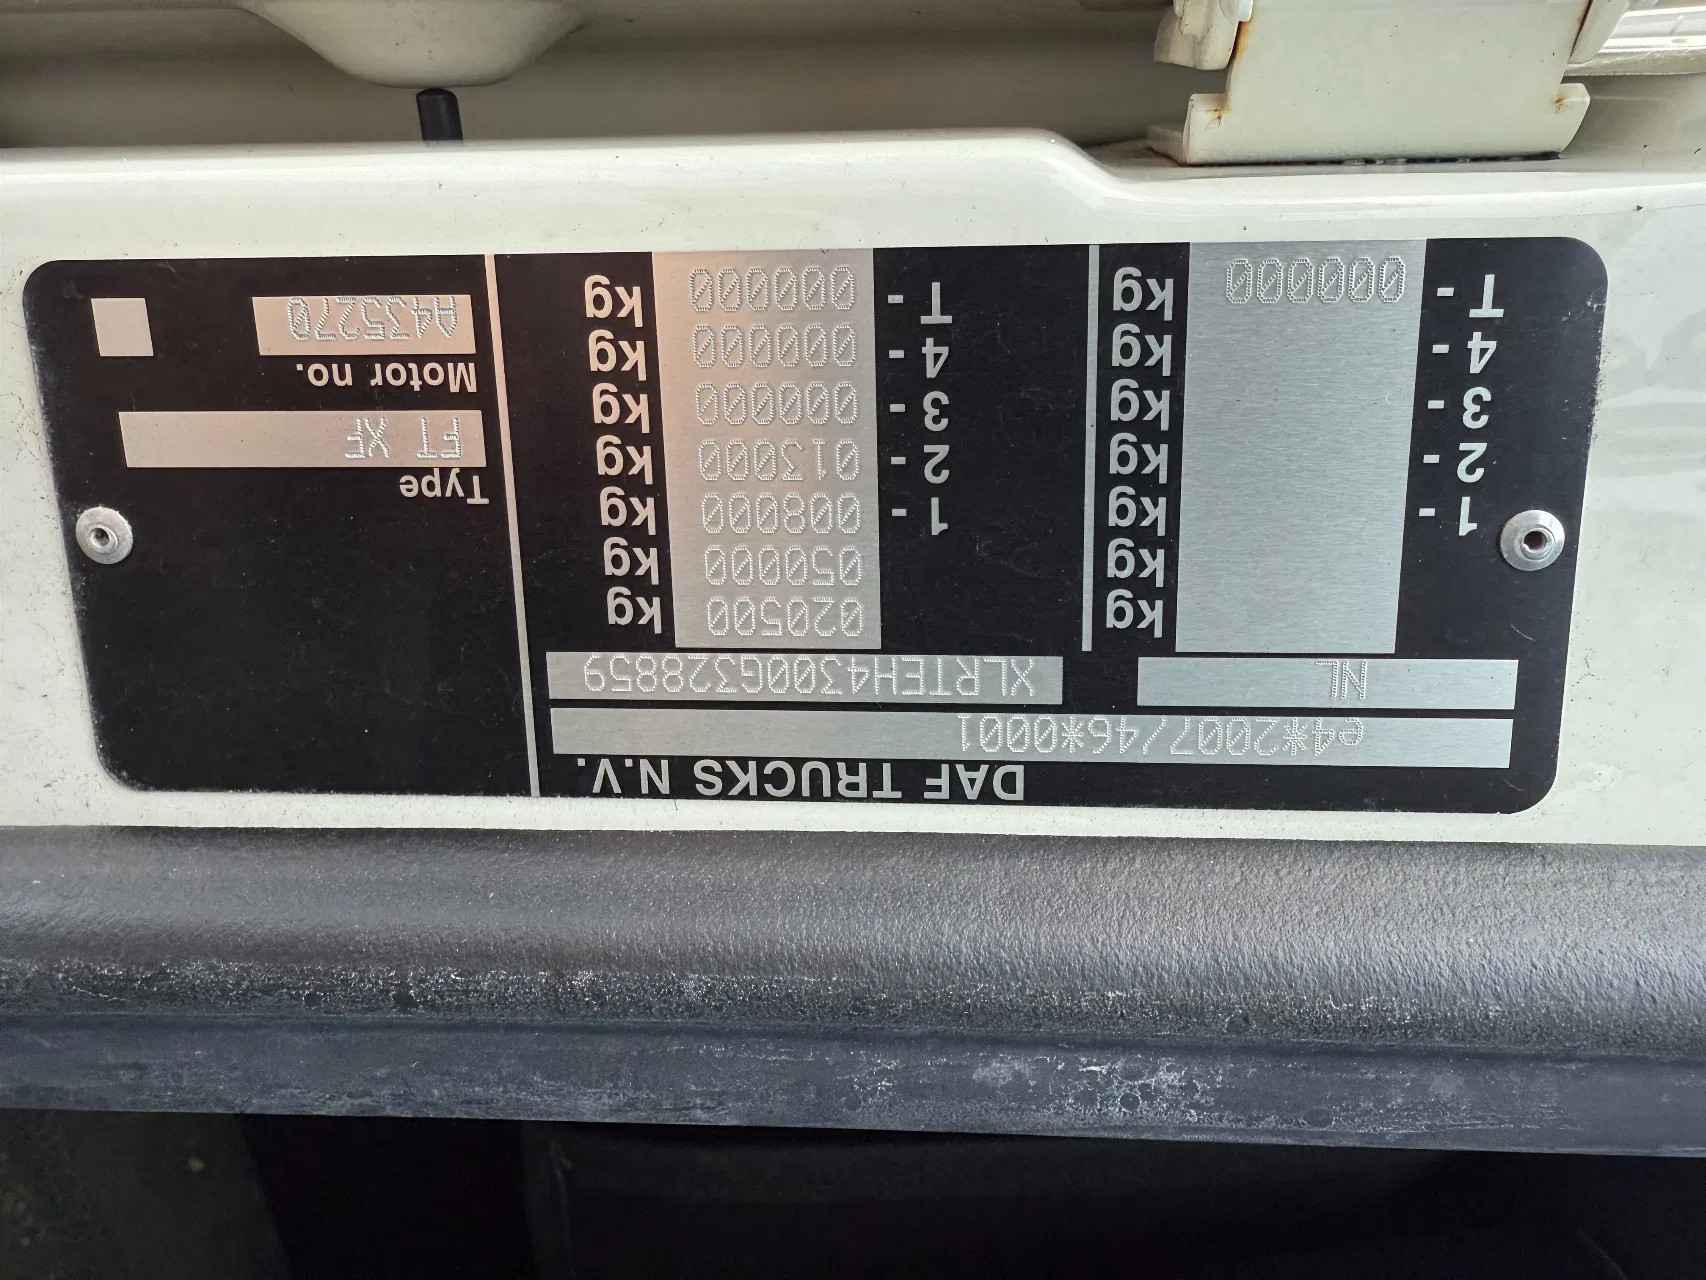 DAF TRUCKS N.V.
e4*2007/46*0001
NL XLRTEH4300G328859
kg 020500 kg
kg 050000 kg
1 - kg 1 - 008000 kg
2 - kg 2 - 013000 kg
3 - kg 3 - 000000 kg
4 - kg 4 - 000000 kg
T - 000000 kg T - 000000 kg
Type
FT XF
Motor no.
A435270